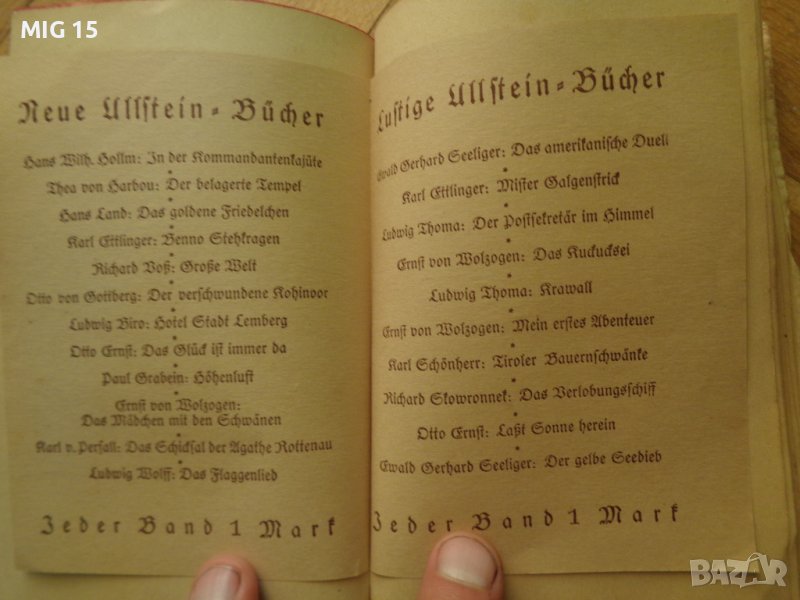 MIG 15
Neue Ullstein-Bücher
Hans Wilh. Hollm: In der Kommandantenkajüte
Thea von Harbou: Der belagerte Tempel
Hans Land: Das goldene Friedelchen
Karl Ettlinger: Benno Stehkragen
Richard Voß: Große Welt
Otto von Gottberg: Der verschwundene Kohinoor
Ludwig Biro: Hotel Stadt Lemberg
Otto Ernst: Das Glück ist immer da
Paul Grabein: Höhenluft
Ernst von Wolzogen:
Das Mädchen mit den Schwänen
Karl v. Perfall: Das Schicksal der Agathe Rottenau
Ludwig Wolff: Das Flaggenlied
Jeder Band 1 Mark
Lustige Ullstein-Bücher
Ewald Gerhard Seeliger: Das amerikanische Duell
Karl Ettlinger: Mister Galgenstrick
Ludwig Thoma: Der Postsekretär im Himmel
Ernst von Wolzogen: Das Kuckucksei
Ludwig Thoma: Krawall
Ernst von Wolzogen: Mein erstes Abenteuer
Karl Schönherr: Tiroler Bauernschwänke
Richard Skowronnek: Das Verlobungsschiff
Otto Ernst: Laßt Sonne herein
Ewald Gerhard Seeliger: Der gelbe Seedieb
Jeder Band 1 Mark
BAZAR